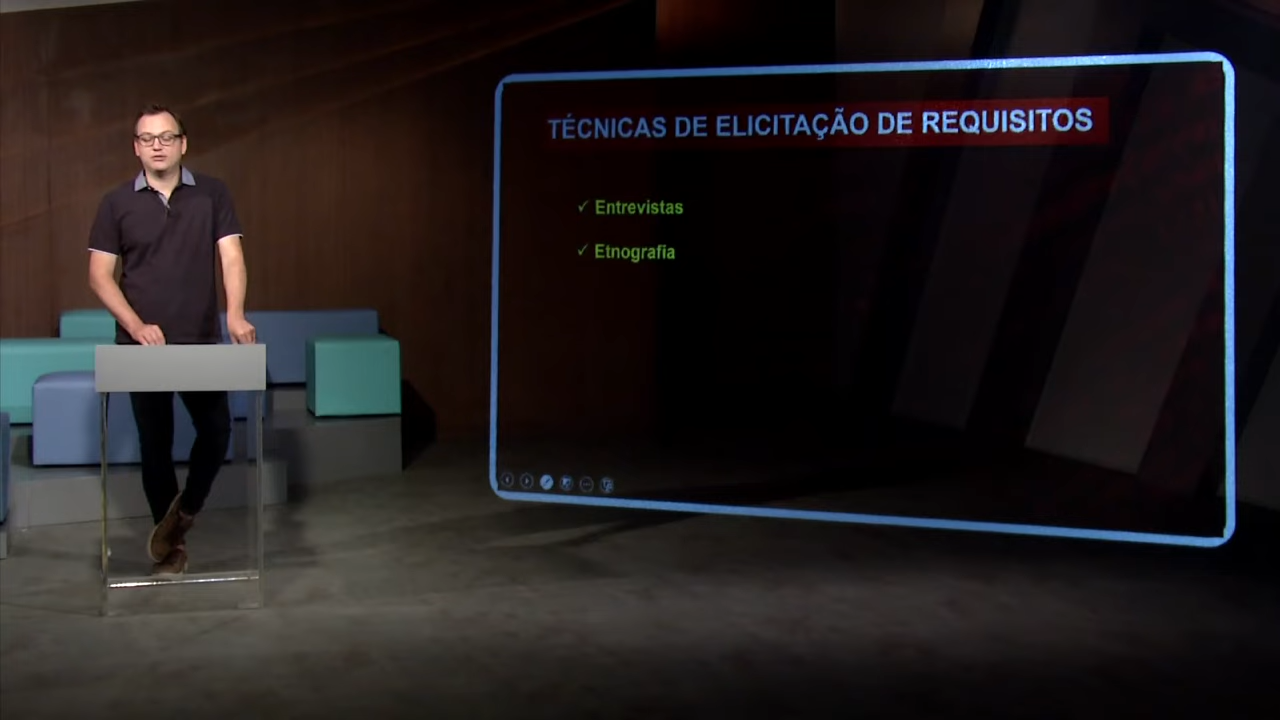 TÉCNICAS DE ELICITAÇÃO DE REQUISITOS
✓ Entrevistas
✓ Etnografia